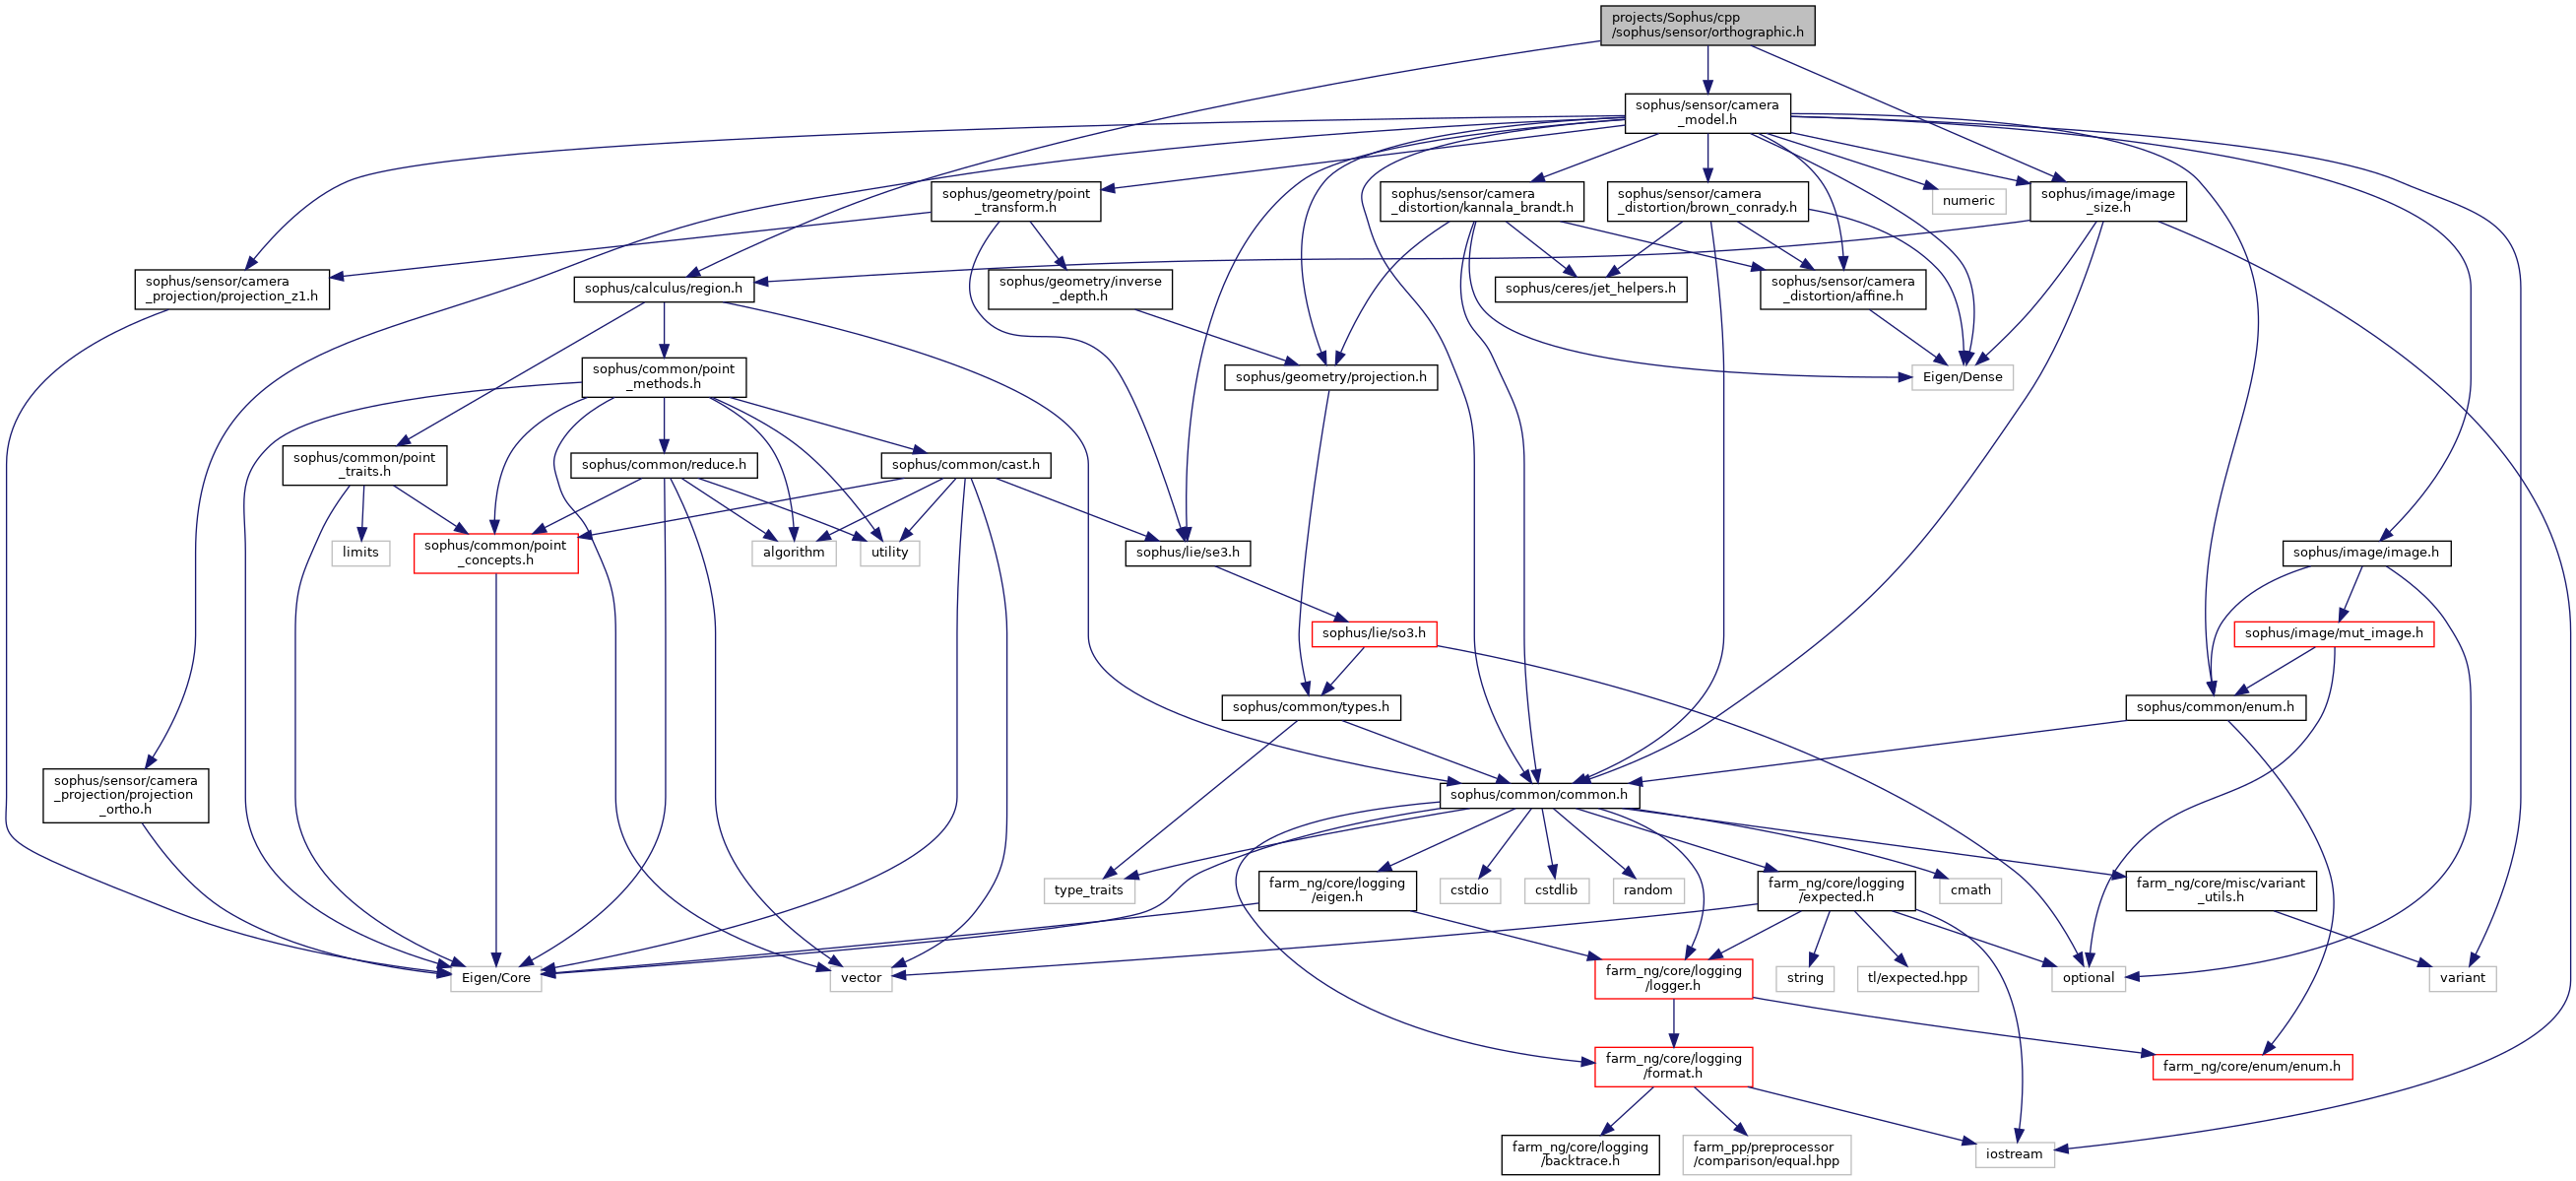 projects/Sophus/cpp
/sophus/sensor/orthographic.h
sophus/sensor/camera
_model.h
sophus/geometry/point
_transform.h
sophus/sensor/camera
_distortion/kannala_brandt.h
sophus/sensor/camera
_distortion/brown_conrady.h
numeric
sophus/image/image
_size.h
sophus/sensor/camera
_projection/projection_z1.h
sophus/calculus/region.h
sophus/geometry/inverse
_depth.h
sophus/ceres/jet_helpers.h
sophus/sensor/camera
_distortion/affine.h
sophus/common/point
_methods.h
sophus/geometry/projection.h
Eigen/Dense
sophus/common/point
_traits.h
sophus/common/reduce.h
sophus/common/cast.h
limits
sophus/common/point
_concepts.h
algorithm
utility
sophus/lie/se3.h
sophus/image/image.h
sophus/lie/so3.h
sophus/image/mut_image.h
sophus/common/types.h
sophus/common/enum.h
sophus/sensor/camera
_projection/projection
_ortho.h
sophus/common/common.h
type_traits
farm_ng/core/logging
/eigen.h
cstdio
cstdlib
random
farm_ng/core/logging
/expected.h
cmath
farm_ng/core/misc/variant
_utils.h
Eigen/Core
vector
farm_ng/core/logging
/logger.h
string
tl/expected.hpp
optional
variant
farm_ng/core/logging
/format.h
farm_ng/core/enum/enum.h
farm_ng/core/logging
/backtrace.h
farm_pp/preprocessor
/comparison/equal.hpp
iostream